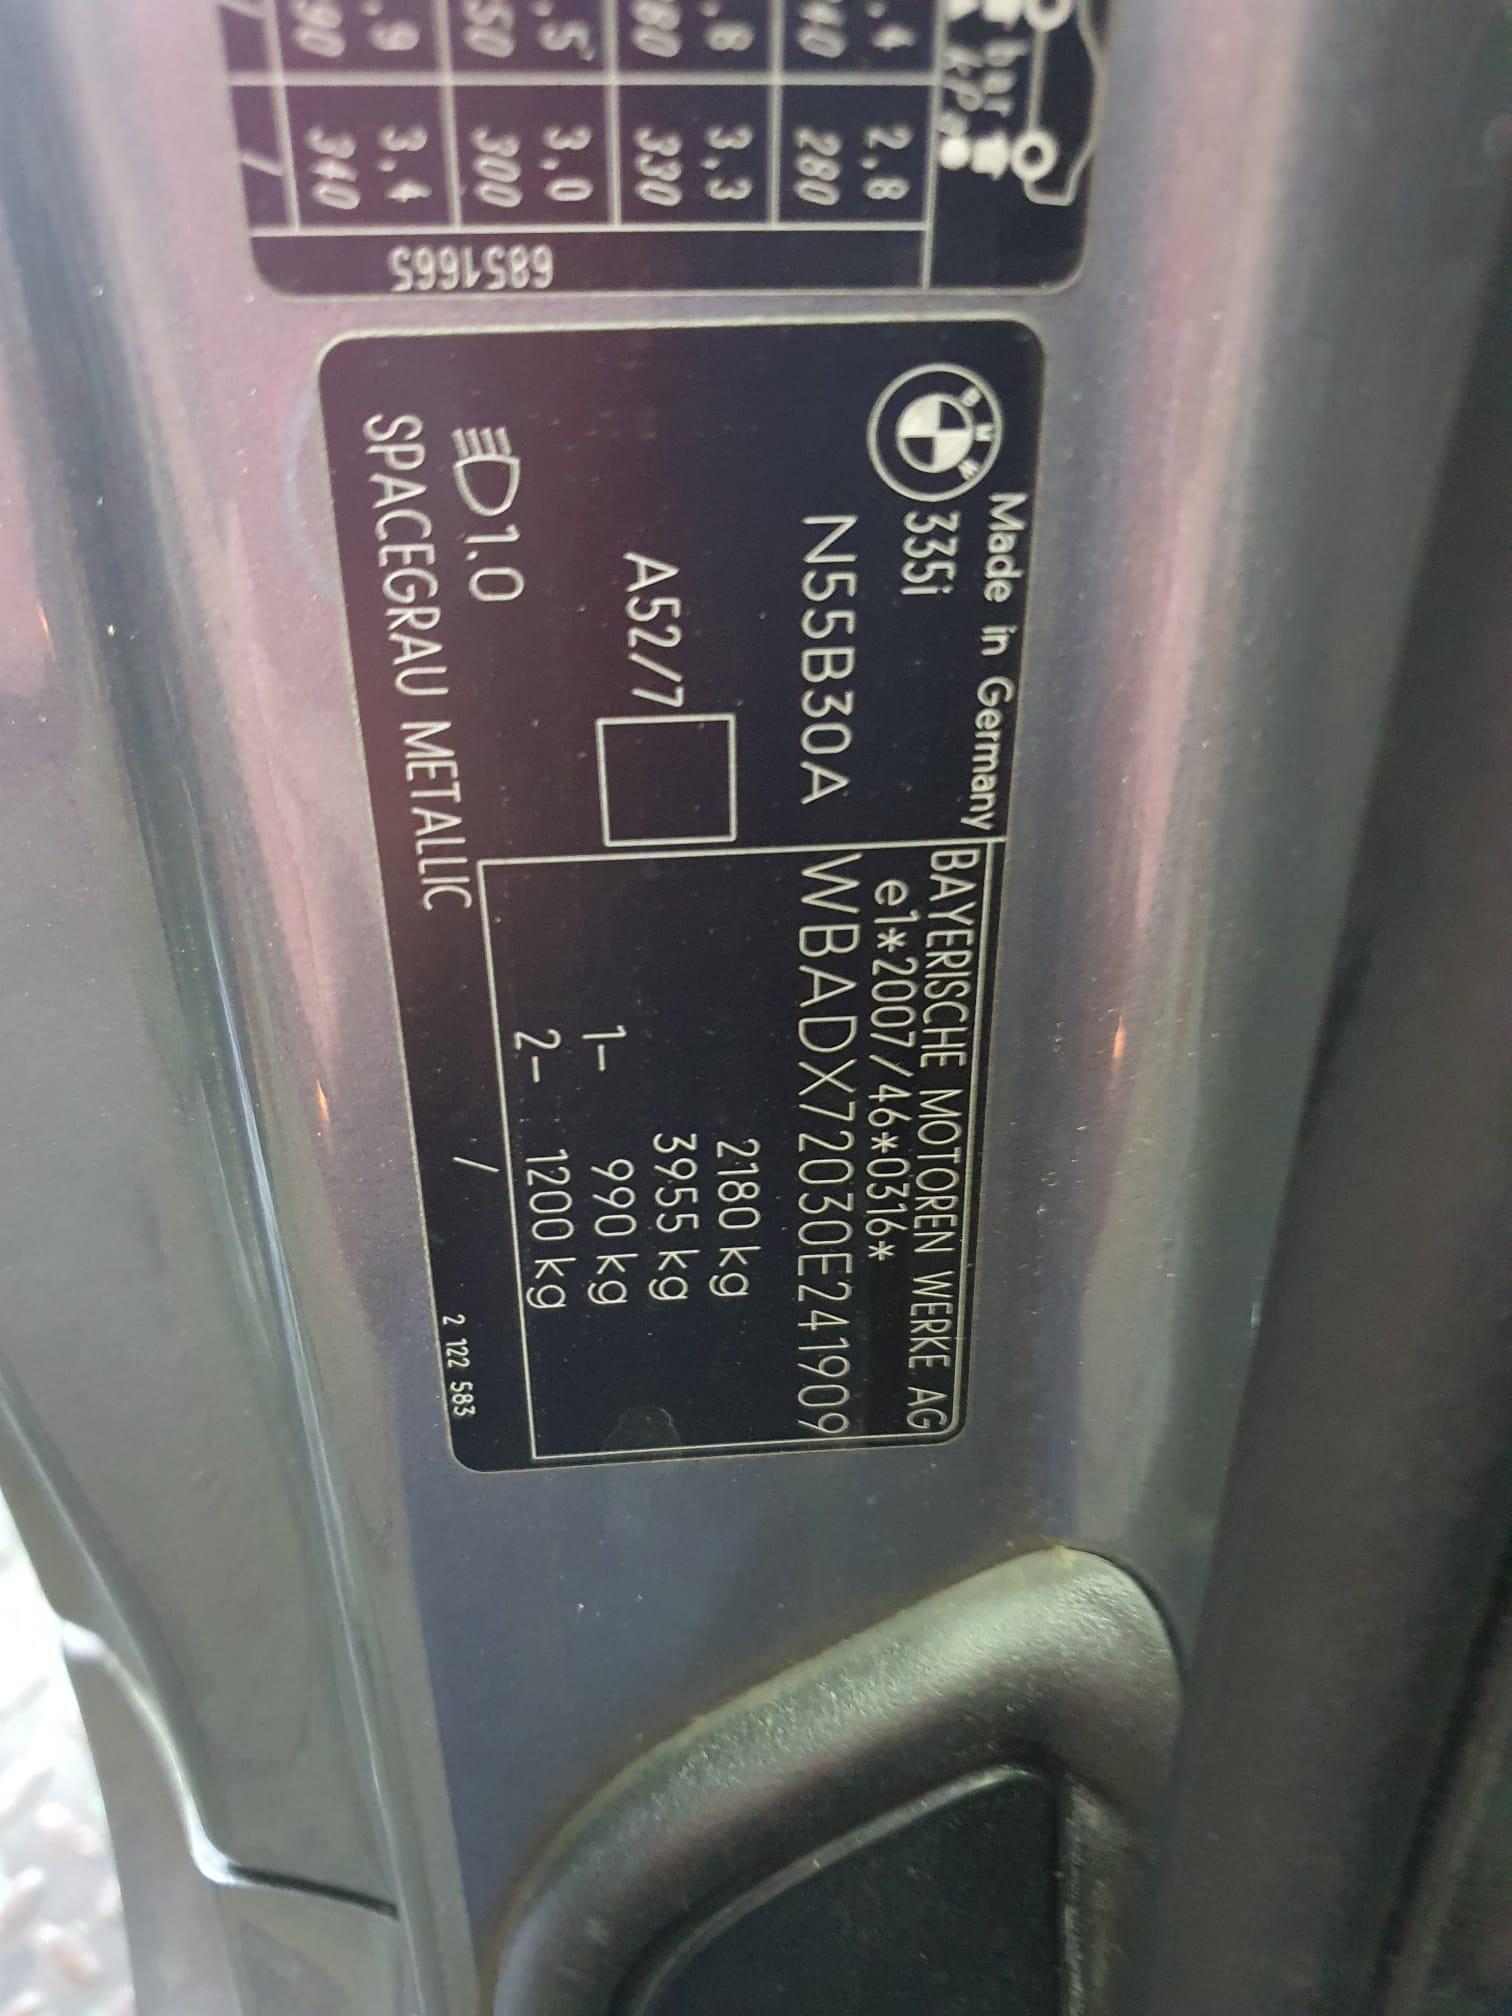 bar
kPa
2,8
280
3,3
330
3,0
300
3,4
340
/
6851665
BMW
Made in Germany
335i
N55B30A
A52/7
1.0
SPACEGRAU METALLIC
BAYERISCHE MOTOREN WERKE AG
e1*2007/46*0316*
WBADX72030E241909
2180 kg
3955 kg
1- 990 kg
2- 1200 kg
/
2 122 583